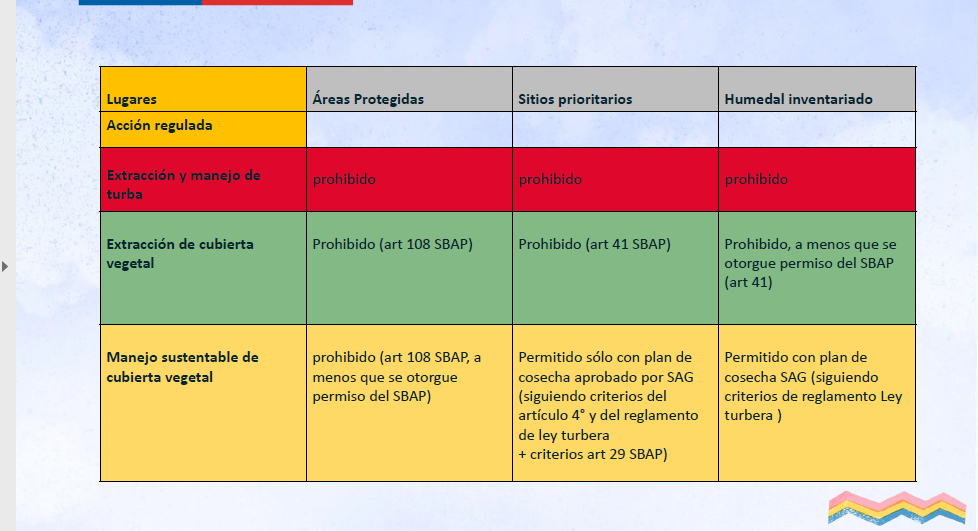 Lugares
Áreas Protegidas
Sitios prioritarios
Humedal inventariado
Acción regulada
Extracción y manejo de
turba
prohibido
prohibido
prohibido
Extracción de cubierta
vegetal
Prohibido (art 108 SBAP)
Prohibido (art 41 SBAP)
Prohibido, a menos que se
otorgue permiso del SBAP
(art 41)
Manejo sustentable de
cubierta vegetal
prohibido (art 108 SBAP, a
menos que se otorgue
permiso del SBAP)
Permitido sólo con plan de
cosecha aprobado por SAG
(siguiendo criterios del
artículo 4° y del reglamento
de ley turbera
+ criterios art 29 SBAP)
Permitido con plan de
cosecha SAG (siguiendo
criterios de reglamento Ley
turbera )